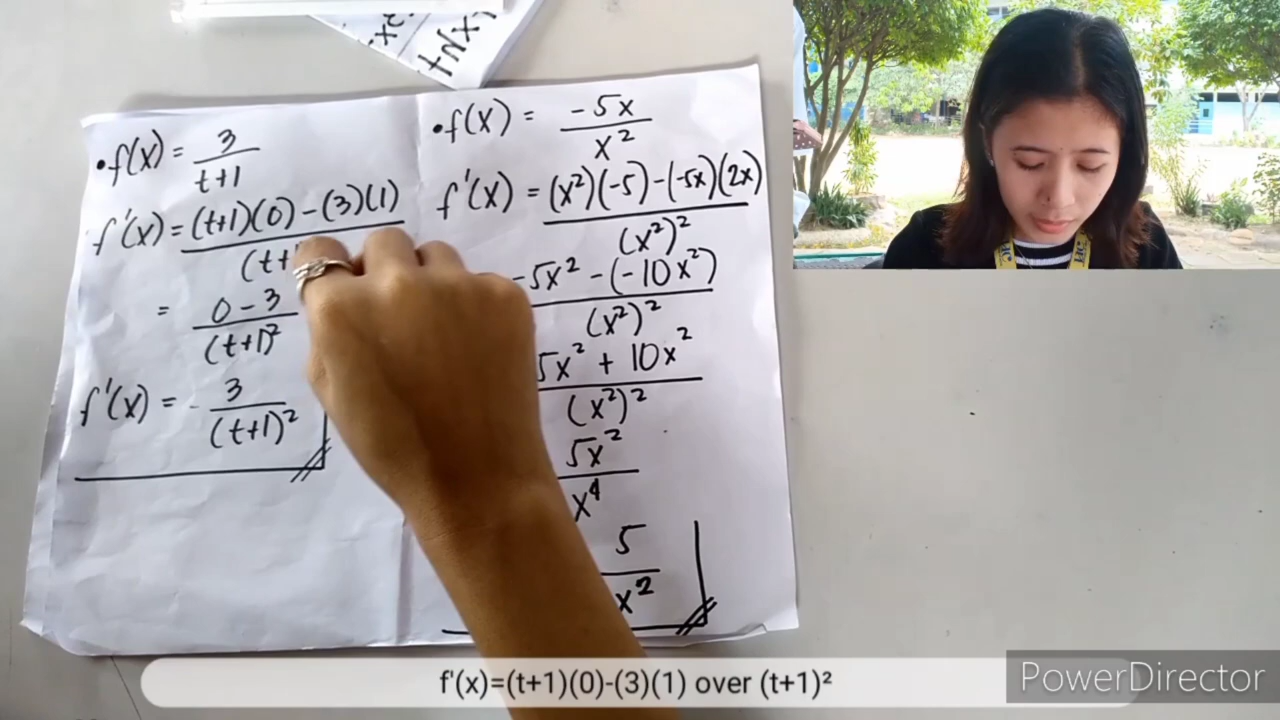 •f(x) = 3/t+1
f'(x) = (t+1)(0) - (3)(1)/(t+
= 0 - 3/(t+1)²
f'(x) = - 3/(t+1)²
•f(x) = -5x/x²
f'(x) = (x²)(-5) - (-5x)(2x)/(x²)²
-5x² - (-10x²)/(x²)²
5x² + 10x²/(x²)²
5x²/x⁴
5/x²
f'(x)=(t+1)(0)-(3)(1) over (t+1)²
PowerDirector